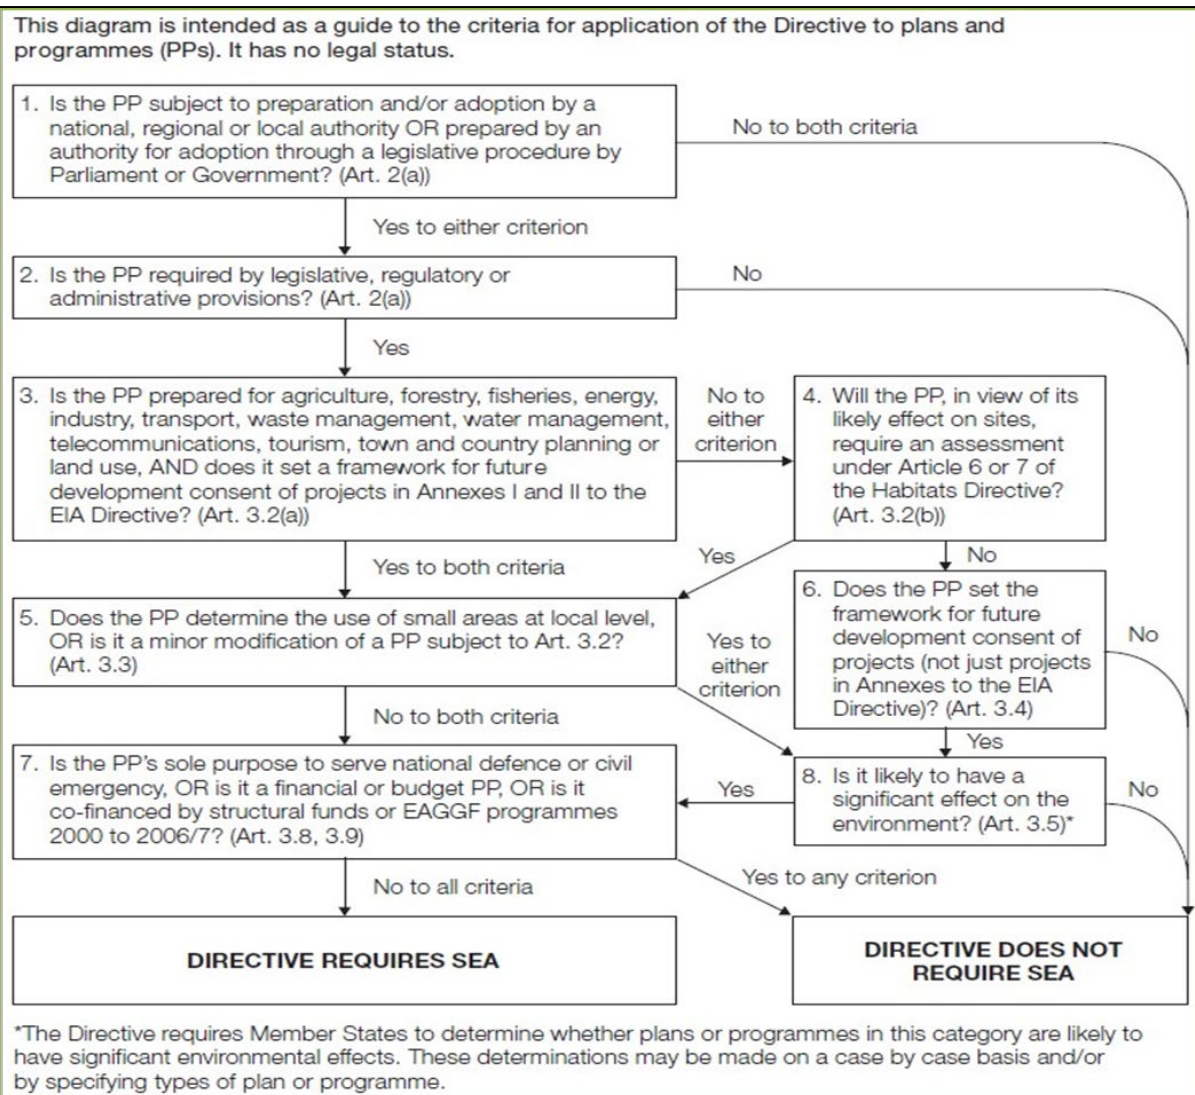 This diagram is intended as a guide to the criteria for application of the Directive to plans and
programmes (PPs). It has no legal status.
1. Is the PP subject to preparation and/or adoption by a
national, regional or local authority OR prepared by an
authority for adoption through a legislative procedure by
Parliament or Government? (Art. 2(a))
No to both criteria
Yes to either criterion
2. Is the PP required by legislative, regulatory or
administrative provisions? (Art. 2(a))
No
Yes
3. Is the PP prepared for agriculture, forestry, fisheries, energy,
industry, transport, waste management, water management,
telecommunications, tourism, town and country planning or
land use, AND does it set a framework for future
development consent of projects in Annexes I and II to the
EIA Directive? (Art. 3.2(a))
No to
either
criterion
4. Will the PP, in view of its
likely effect on sites,
require an assessment
under Article 6 or 7 of
the Habitats Directive?
(Art. 3.2(b))
Yes to both criteria
Yes
No
5. Does the PP determine the use of small areas at local level,
OR is it a minor modification of a PP subject to Art. 3.2?
(Art. 3.3)
Yes to
either
criterion
6. Does the PP set the
framework for future
development consent of
projects (not just projects
in Annexes to the EIA
Directive)? (Art. 3.4)
No
No to both criteria
Yes
7. Is the PP's sole purpose to serve national defence or civil
emergency, OR is it a financial or budget PP, OR is it
co-financed by structural funds or EAGGF programmes
2000 to 2006/7? (Art. 3.8, 3.9)
Yes
8. Is it likely to have a
significant effect on the
environment? (Art. 3.5)*
No
No to all criteria
Yes to any criterion
DIRECTIVE REQUIRES SEA
DIRECTIVE DOES NOT
REQUIRE SEA
*The Directive requires Member States to determine whether plans or programmes in this category are likely to
have significant environmental effects. These determinations may be made on a case by case basis and/or
by specifying types of plan or programme.